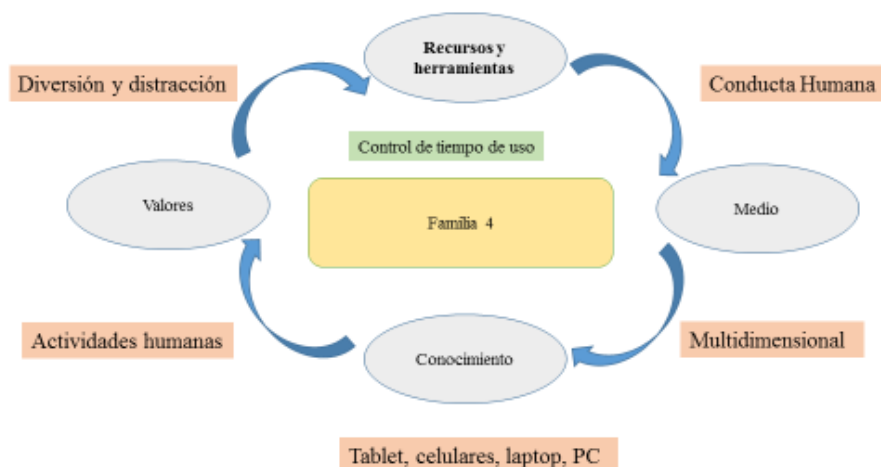 Recursos y
herramientas
Diversión y distracción
Conducta Humana
Control de tiempo de uso
Valores
Familia 4
Medio
Actividades humanas
Conocimiento
Multidimensional
Tablet, celulares, laptop, PC